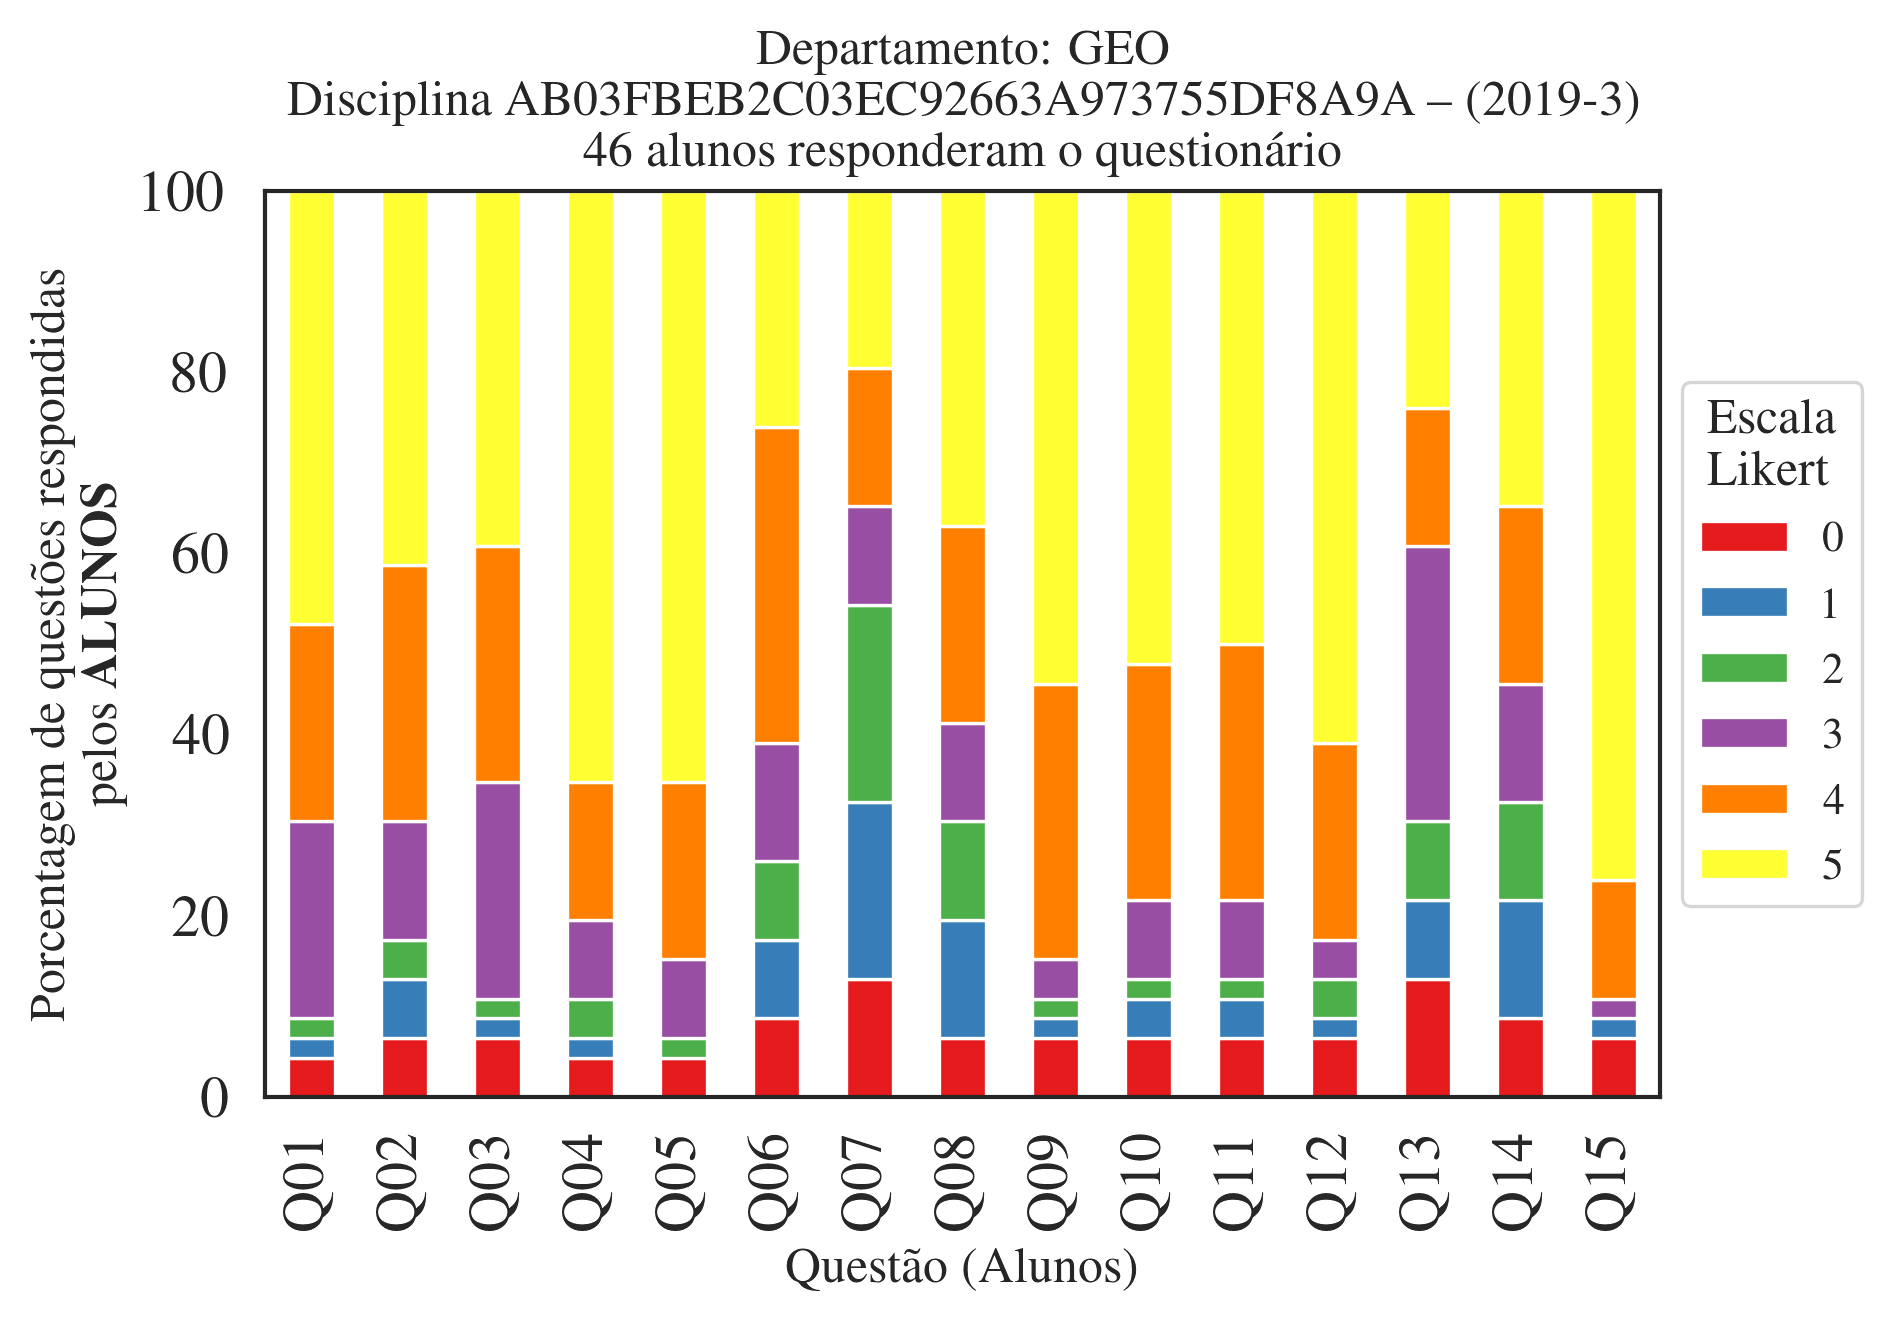 Departamento: GEO
Disciplina AB03FBEB2C03EC92663A973755DF8A9A – (2019-3)
46 alunos responderam o questionário
Porcentagem de questões respondidas
pelos ALUNOS
100
80
60
40
20
0
Q01
Q02
Q03
Q04
Q05
Q06
Q07
Q08
Q09
Q10
Q11
Q12
Q13
Q14
Q15
Questão (Alunos)
Escala
Likert
0
1
2
3
4
5